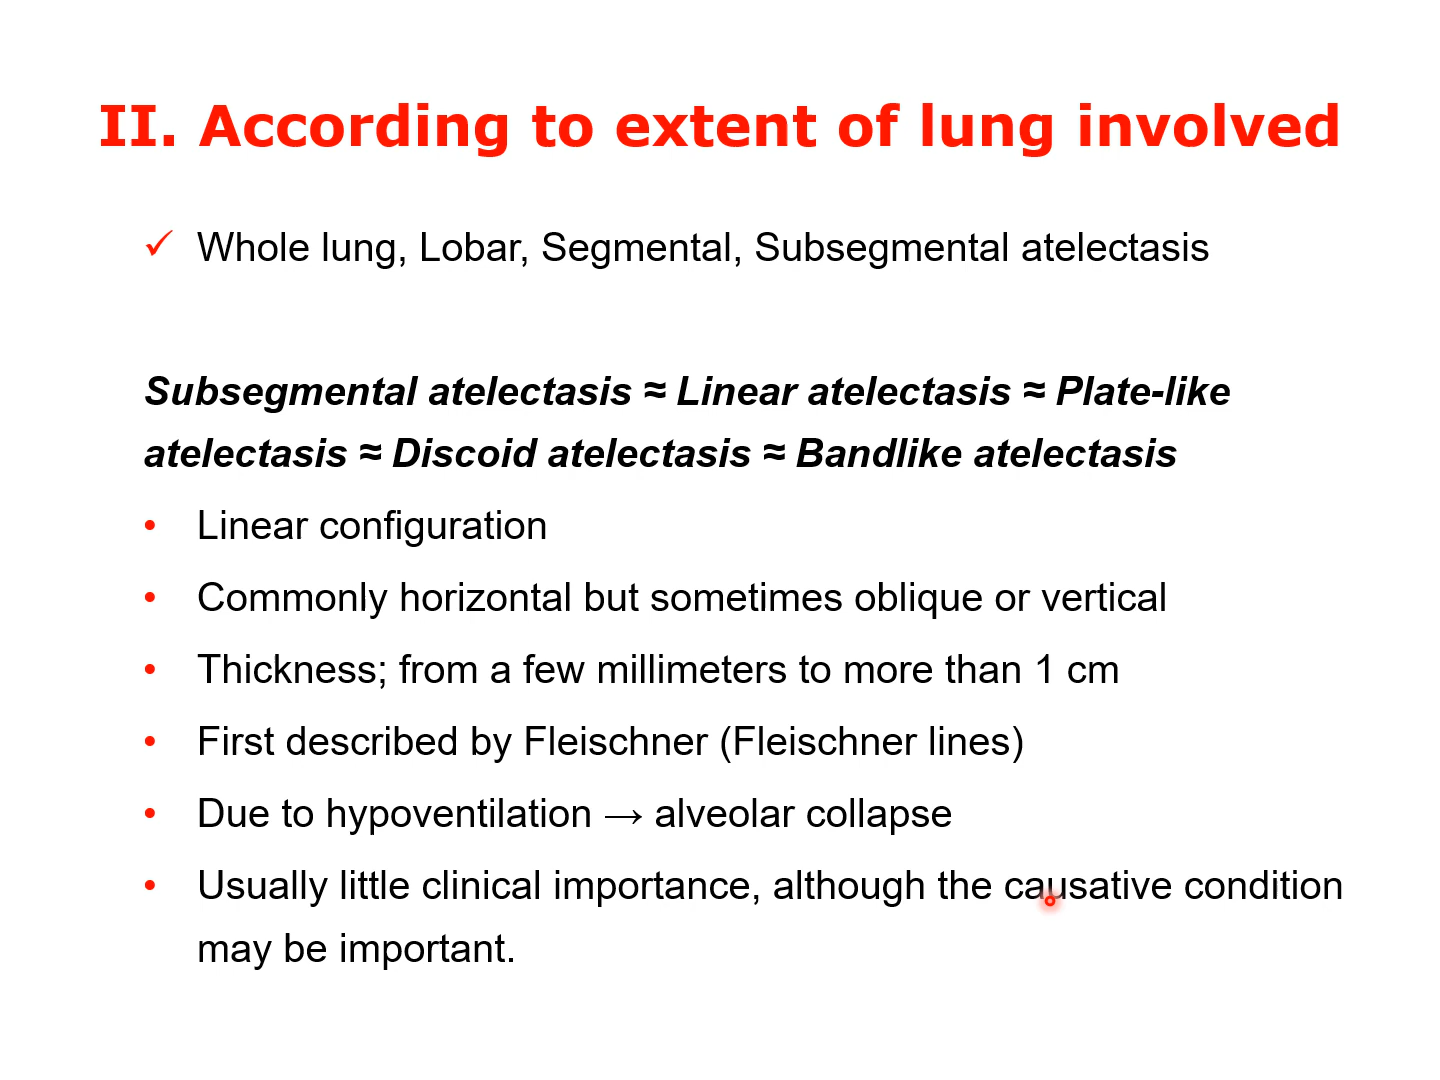 II. According to extent of lung involved
✓ Whole lung, Lobar, Segmental, Subsegmental atelectasis
Subsegmental atelectasis ≈ Linear atelectasis ≈ Plate-like
atelectasis ≈ Discoid atelectasis ≈ Bandlike atelectasis
• Linear configuration
• Commonly horizontal but sometimes oblique or vertical
• Thickness; from a few millimeters to more than 1 cm
• First described by Fleischner (Fleischner lines)
• Due to hypoventilation → alveolar collapse
• Usually little clinical importance, although the causative condition
may be important.